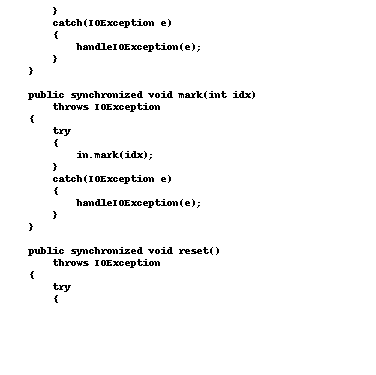 }
        catch(IOException e)
        {
            handleIOException(e);
        }
    }

    public synchronized void mark(int idx)
        throws IOException
    {
        try
        {
            in.mark(idx);
        }
        catch(IOException e)
        {
            handleIOException(e);
        }
    }

    public synchronized void reset()
        throws IOException
    {
        try
        {